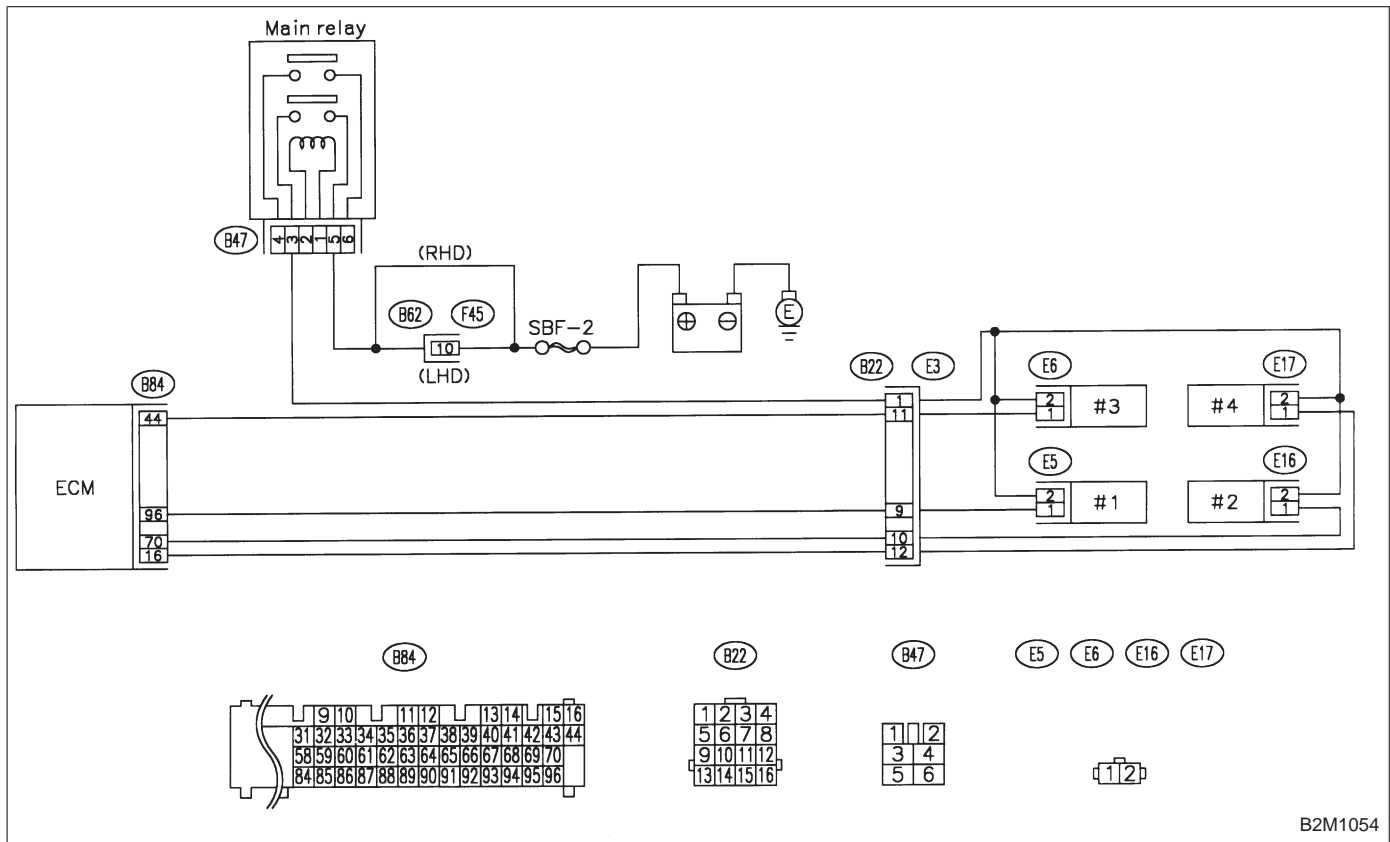 Main relay
B47
4 3 2 1 5 6
(RHD)
B62 F45
SBF-2
10
(LHD)
E
⊕ ⊖
B84
B22 E3
E6
E17
44
1
11
2
1
#3
#4
2
1
E5
E16
ECM
96
9
2
1
#1
#2
2
1
70
16
10
12
B84
B22
B47
E5 E6 E16 E17
9 10 11 12 13 14 15 16
31 32 33 34 35 36 37 38 39 40 41 42 43 44
58 59 60 61 62 63 64 65 66 67 68 69 70
84 85 86 87 88 89 90 91 92 93 94 95 96
1 2 3 4
5 6 7 8
9 10 11 12
13 14 15 16
1 2
3 4
5 6
1 2
B2M1054